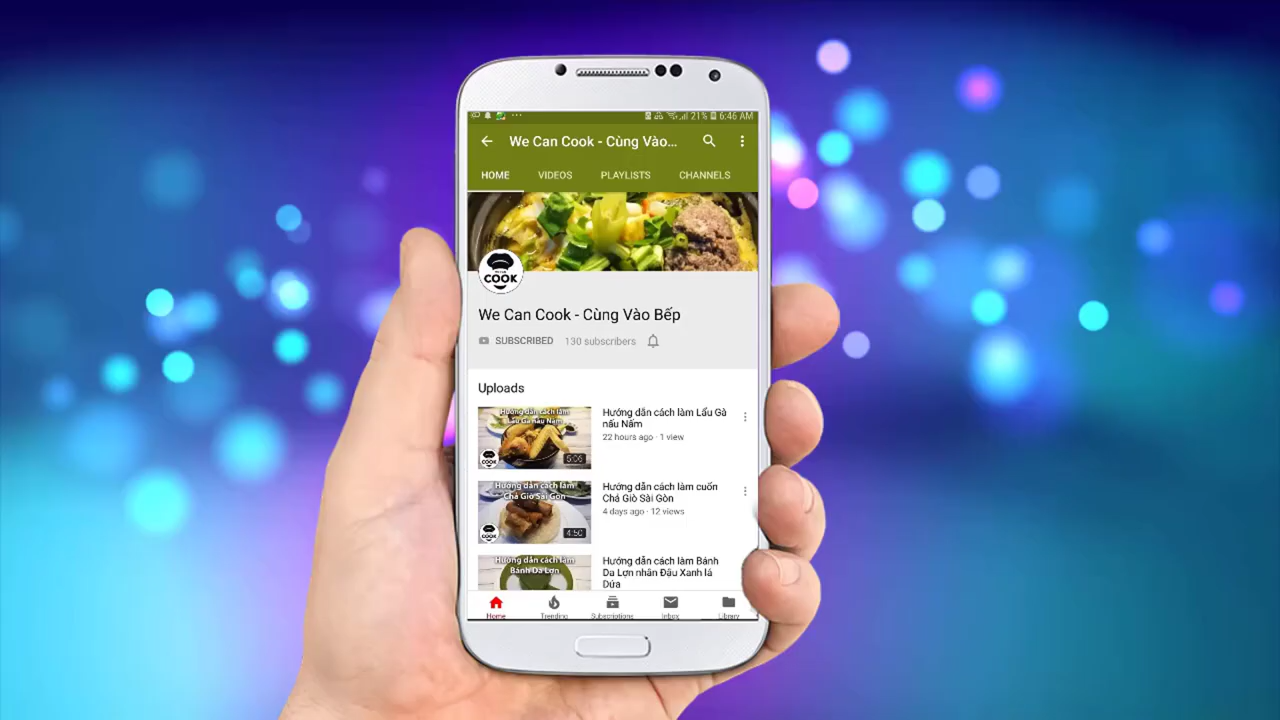 21% 6:46 AM
We Can Cook - Cùng Vào...
HOME VIDEOS PLAYLISTS CHANNELS
COOK
We Can Cook - Cùng Vào Bếp
SUBSCRIBED 130 subscribers
Uploads
Hướng dẫn cách làm
Lẩu Gà nấu Nấm
COOK
5:06
Hướng dẫn cách làm Lẩu Gà
nấu Nấm
22 hours ago · 1 view
Hướng dẫn cách làm
Chả Giò Sài Gòn
COOK
4:50
Hướng dẫn cách làm cuốn
Chả Giò Sài Gòn
4 days ago · 12 views
Hướng dẫn cách làm
Bánh Da Lợn
Hướng dẫn cách làm Bánh
Da Lợn nhân Đậu Xanh lá
Dứa
Home Trending Subscriptions Inbox Library